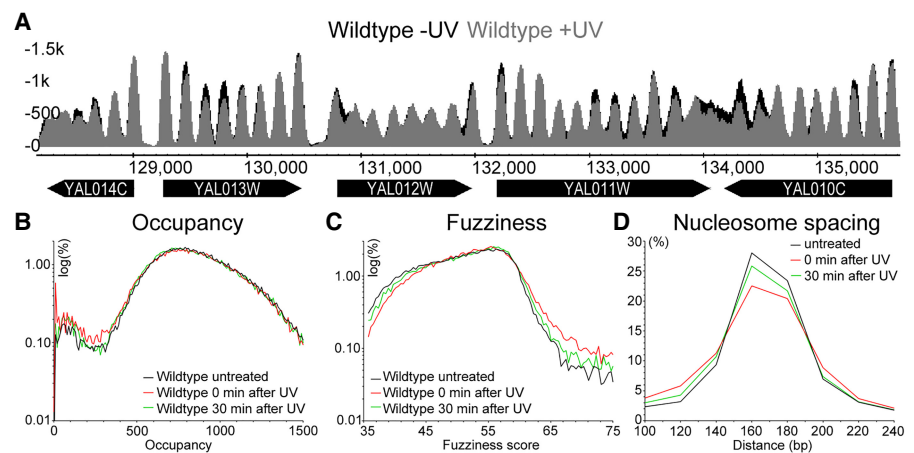 A
Wildtype -UV Wildtype +UV
-1.5k
-1k
-500
-0
129,000 130,000 131,000 132,000 133,000 134,000 135,000
YAL014C YAL013W YAL012W YAL011W YAL010C
B Occupancy
log(%)
1.00
0.10
0.01
Wildtype untreated
Wildtype 0 min after UV
Wildtype 30 min after UV
0 500 1000 1500
Occupancy
C Fuzziness
log(%)
1.00
0.10
0.01
Wildtype untreated
Wildtype 0 min after UV
Wildtype 30 min after UV
35 45 55 65 75
Fuzziness score
D Nucleosome spacing
(%)
untreated
0 min after UV
30 min after UV
30
25
20
15
10
5
0
100 120 140 160 180 200 220 240
Distance (bp)